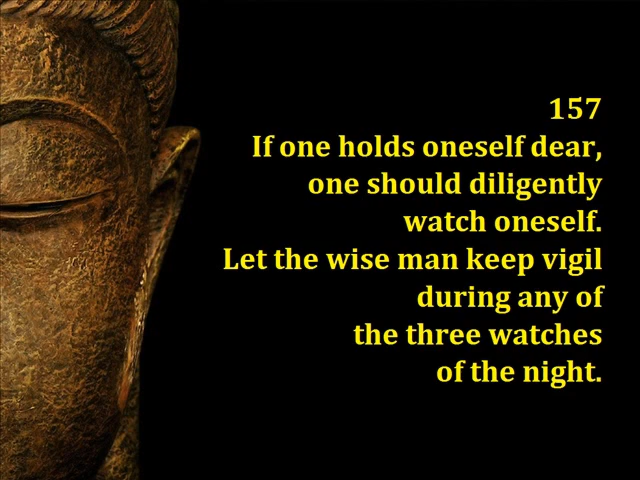 157
If one holds oneself dear,
one should diligently
watch oneself.
Let the wise man keep vigil
during any of
the three watches
of the night.